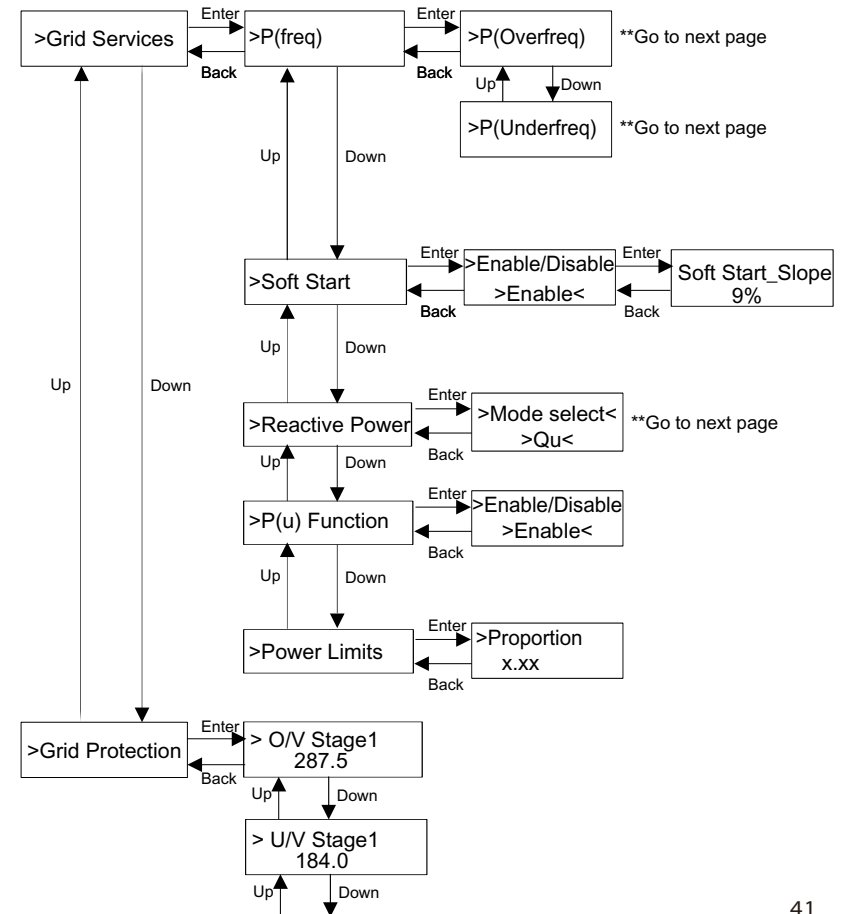 Enter
Enter
>Grid Services
>P(freq)
>P(Overfreq)
**Go to next page
Back
Back
Up
Down
>P(Underfreq)
**Go to next page
Up
Down
Enter
Enter
>Soft Start
>Enable/Disable
>Enable<
Soft Start_Slope
9%
Back
Back
Up
Down
Up
Down
Enter
>Reactive Power
>Mode select<
>Qu<
**Go to next page
Back
Up
Down
Enter
>P(u) Function
>Enable/Disable
>Enable<
Back
Up
Down
Enter
>Power Limits
>Proportion
x.xx
Back
Enter
>Grid Protection
> O/V Stage1
287.5
Back
Up
Down
> U/V Stage1
184.0
Up
Down
41